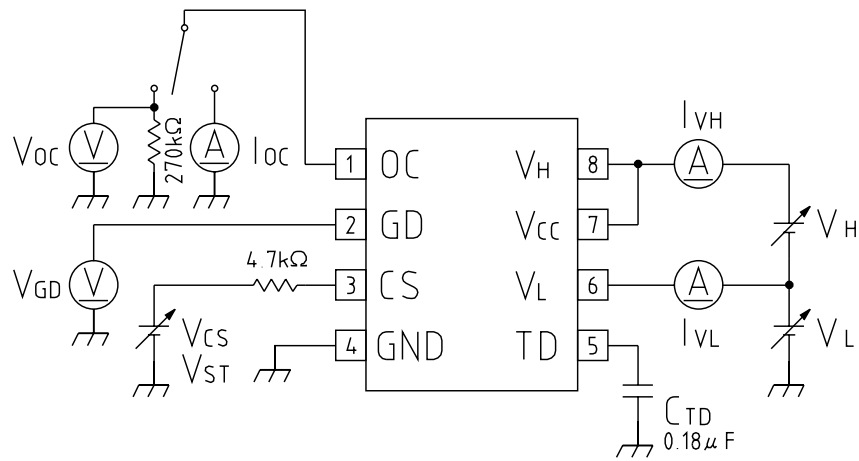 IVH
A
VOC
V
270kΩ
A
IOC
1
OC
VH
8
VH
2
GD
VCC
7
4.7kΩ
VGD
V
3
CS
VL
6
A
IVL
VL
VCS
VST
4
GND
TD
5
CTD
0.18μF